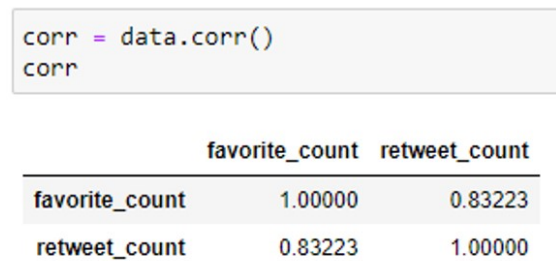 corr = data.corr()
corr
favorite_count retweet_count
favorite_count 1.00000 0.83223
retweet_count 0.83223 1.00000